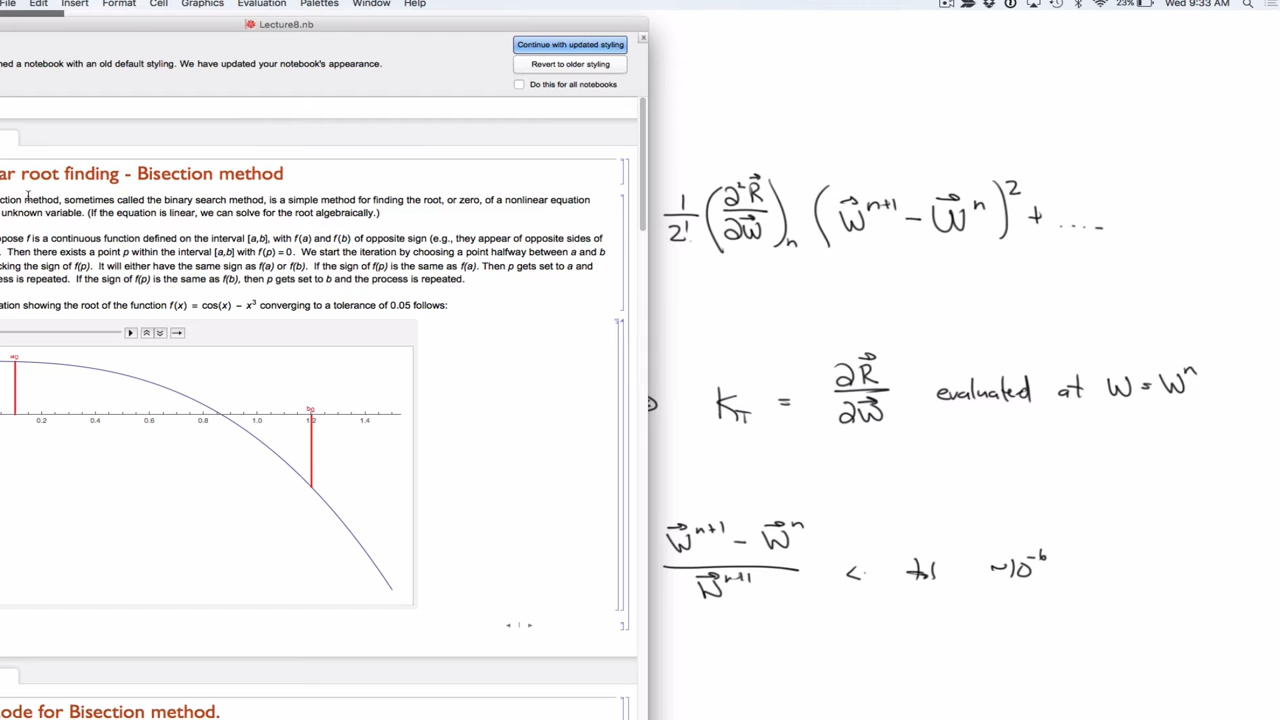 File Edit Insert Format Cell Graphics Evaluation Palettes Window Help
23% Wed 9:33 AM
Lecture8.nb
Continue with updated styling
ned a notebook with an old default styling. We have updated your notebook's appearance.
Revert to older styling
Do this for all notebooks
ar root finding - Bisection method
ction method, sometimes called the binary search method, is a simple method for finding the root, or zero, of a nonlinear equation
unknown variable. (If the equation is linear, we can solve for the root algebraically.)
pose f is a continuous function defined on the interval [a,b], with f(a) and f(b) of opposite sign (e.g., they appear of opposite sides of
Then there exists a point p within the interval [a,b] with f(p) = 0. We start the iteration by choosing a point halfway between a and b
cking the sign of f(p). It will either have the same sign as f(a) or f(b). If the sign of f(p) is the same as f(a). Then p gets set to a and
ess is repeated. If the sign of f(p) is the same as f(b), then p gets set to b and the process is repeated.
ation showing the root of the function f(x) = cos(x) − x³ converging to a tolerance of 0.05 follows:
a0
b0
0.2 0.4 0.6 0.8 1.0 1.2 1.4
ode for Bisection method.
1/2! (∂²R⃗/∂w⃗)ₙ (w⃗ⁿ⁺¹ − w⃗ⁿ)² + ....
K_T = ∂R⃗/∂w⃗ evaluated at w = wⁿ
w⃗ⁿ⁺¹ − w⃗ⁿ
w⃗ⁿ⁺¹ < tol ~10⁻⁶